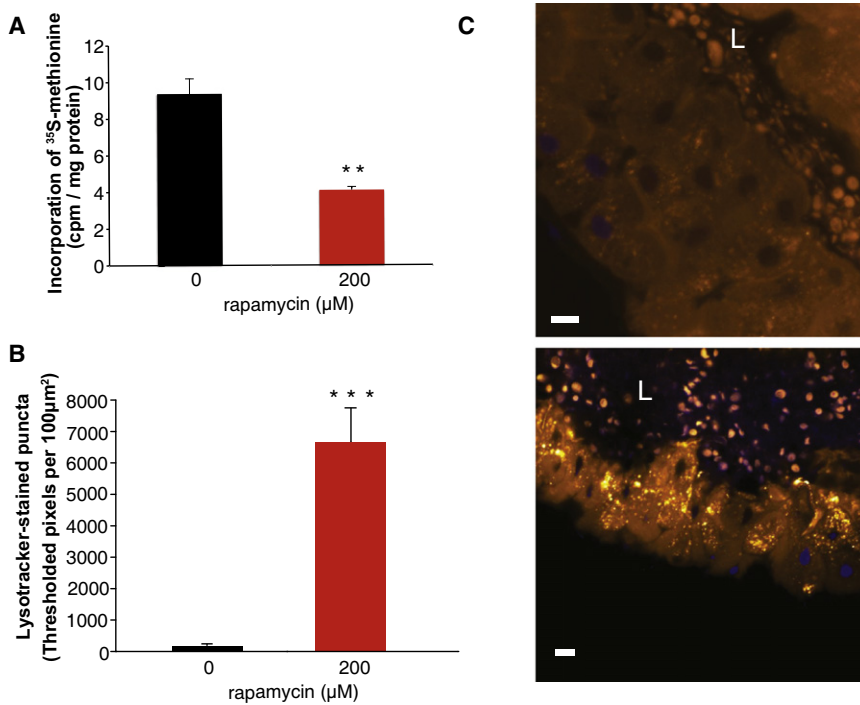 A
Incorporation of ³⁵S-methionine
(cpm / mg protein)
12
10
8
6
4
2
0
* *
0 200
rapamycin (µM)
B
Lysotracker-stained puncta
(Thresholded pixels per 100µm²)
8000
7000
6000
5000
4000
3000
2000
1000
0
* * *
0 200
rapamycin (µM)
C
L
L